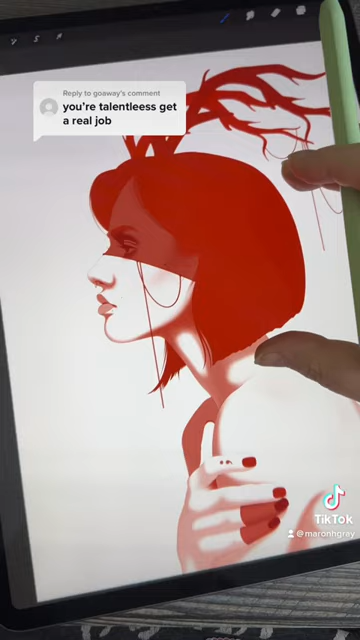 Reply to goaway's comment
you're talentleess get
a real job
TikTok
@maronhgray